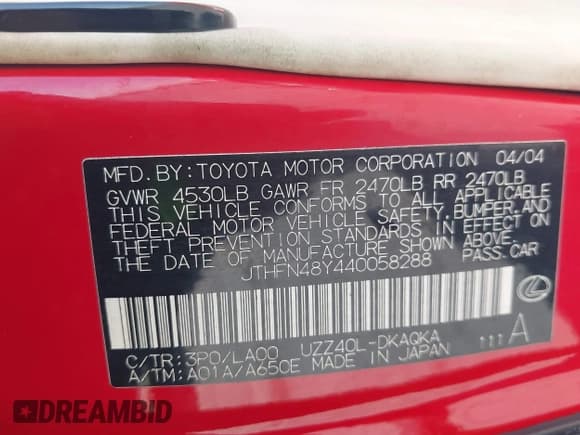 MFD. BY: TOYOTA MOTOR CORPORATION 04/04
GVWR 4530LB GAWR FR 2470LB RR 2470LB
THIS VEHICLE CONFORMS TO ALL APPLICABLE
FEDERAL MOTOR VEHICLE SAFETY, BUMPER, AND
THEFT PREVENTION STANDARDS IN EFFECT ON
THE DATE OF MANUFACTURE SHOWN ABOVE.
JTHFN48Y440058288 PASS. CAR
C/TR: 3P0/LA00 UZZ40L-DKAQKA
A/TM: A01A/A650E MADE IN JAPAN
A
DREAMBID